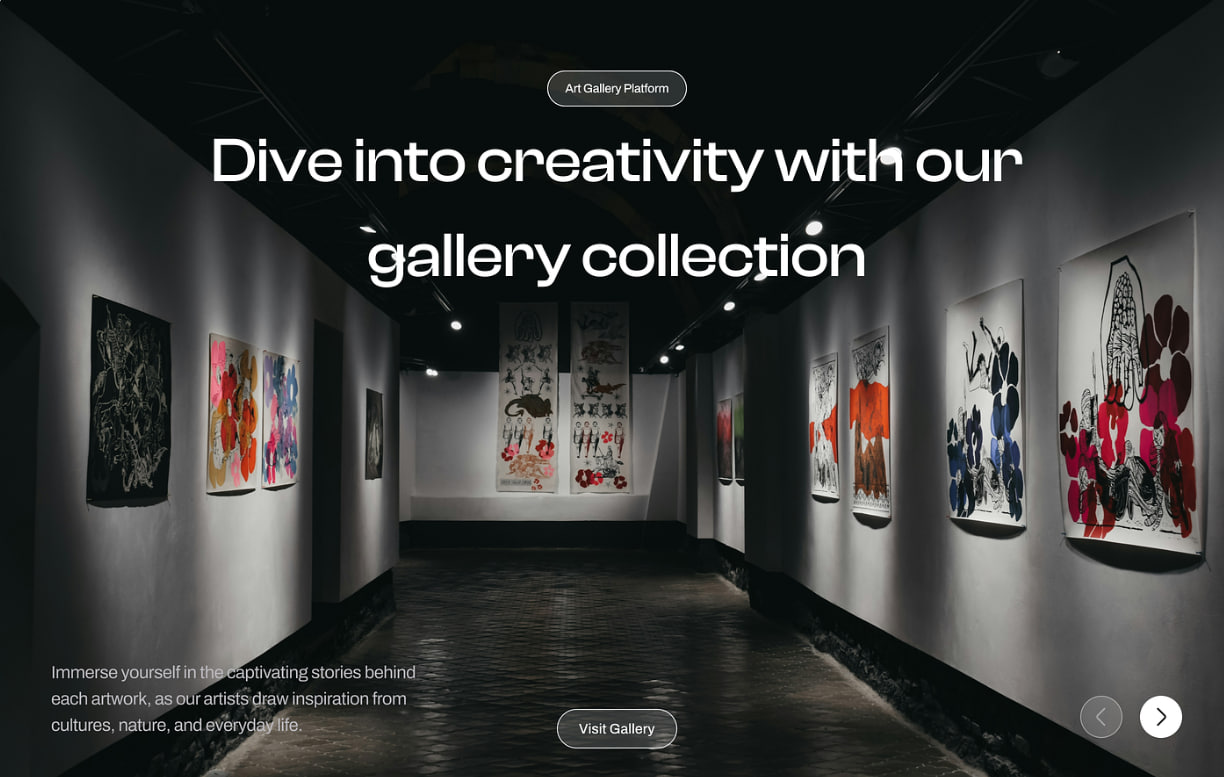 Art Gallery Platform
Dive into creativity with our
gallery collection
Immerse yourself in the captivating stories behind
each artwork, as our artists draw inspiration from
cultures, nature, and everyday life.
Visit Gallery